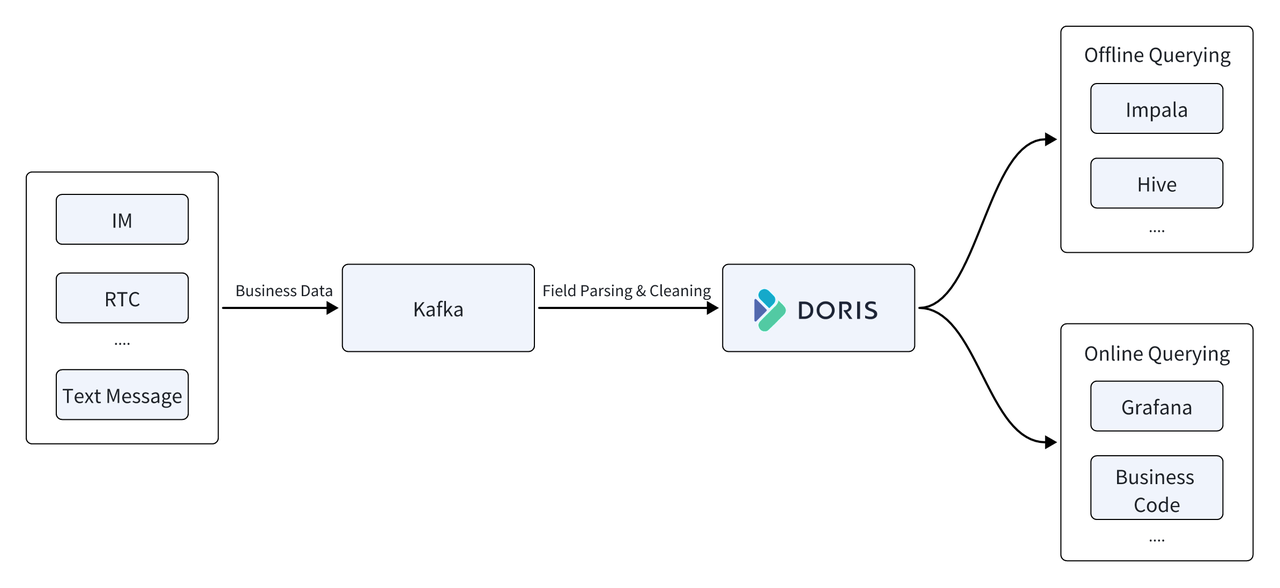 IM
RTC
....
Text Message
Business Data
Kafka
Field Parsing & Cleaning
DORIS
Offline Querying
Impala
Hive
....
Online Querying
Grafana
Business
Code
....